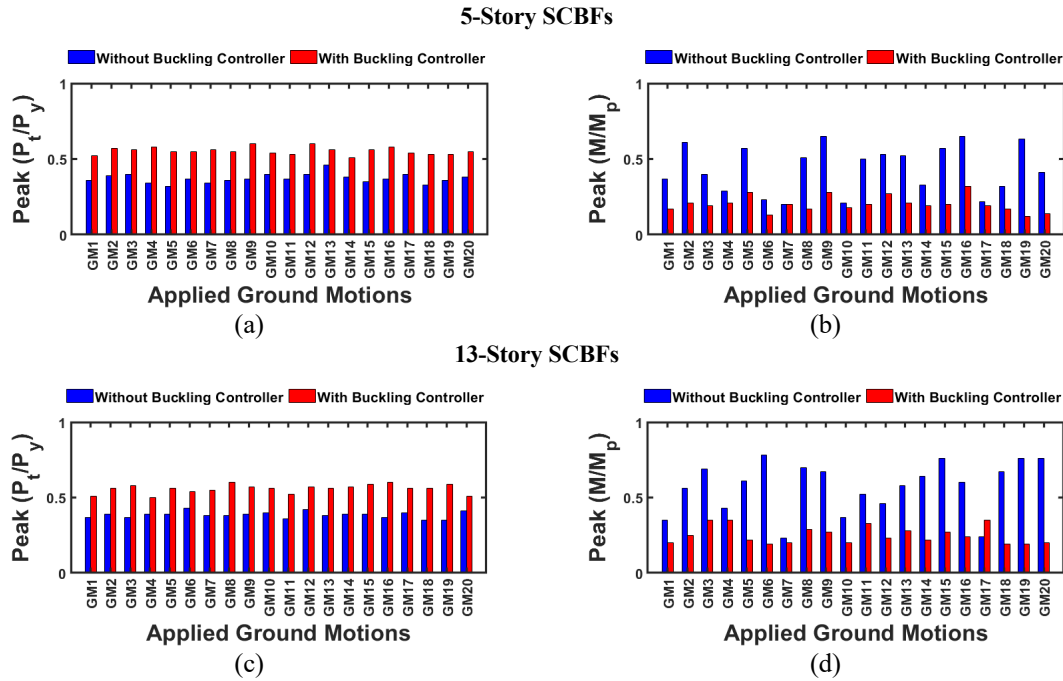 5-Story SCBFs
Without Buckling Controller With Buckling Controller
Peak (P_t/P_y)
1
0.5
0
GM1 GM2 GM3 GM4 GM5 GM6 GM7 GM8 GM9 GM10 GM11 GM12 GM13 GM14 GM15 GM16 GM17 GM18 GM19 GM20
Applied Ground Motions
(a)
Without Buckling Controller With Buckling Controller
Peak (M/M_p)
1
0.5
0
GM1 GM2 GM3 GM4 GM5 GM6 GM7 GM8 GM9 GM10 GM11 GM12 GM13 GM14 GM15 GM16 GM17 GM18 GM19 GM20
Applied Ground Motions
(b)
13-Story SCBFs
Without Buckling Controller With Buckling Controller
Peak (P_t/P_y)
1
0.5
0
GM1 GM2 GM3 GM4 GM5 GM6 GM7 GM8 GM9 GM10 GM11 GM12 GM13 GM14 GM15 GM16 GM17 GM18 GM19 GM20
Applied Ground Motions
(c)
Without Buckling Controller With Buckling Controller
Peak (M/M_p)
1
0.5
0
GM1 GM2 GM3 GM4 GM5 GM6 GM7 GM8 GM9 GM10 GM11 GM12 GM13 GM14 GM15 GM16 GM17 GM18 GM19 GM20
Applied Ground Motions
(d)